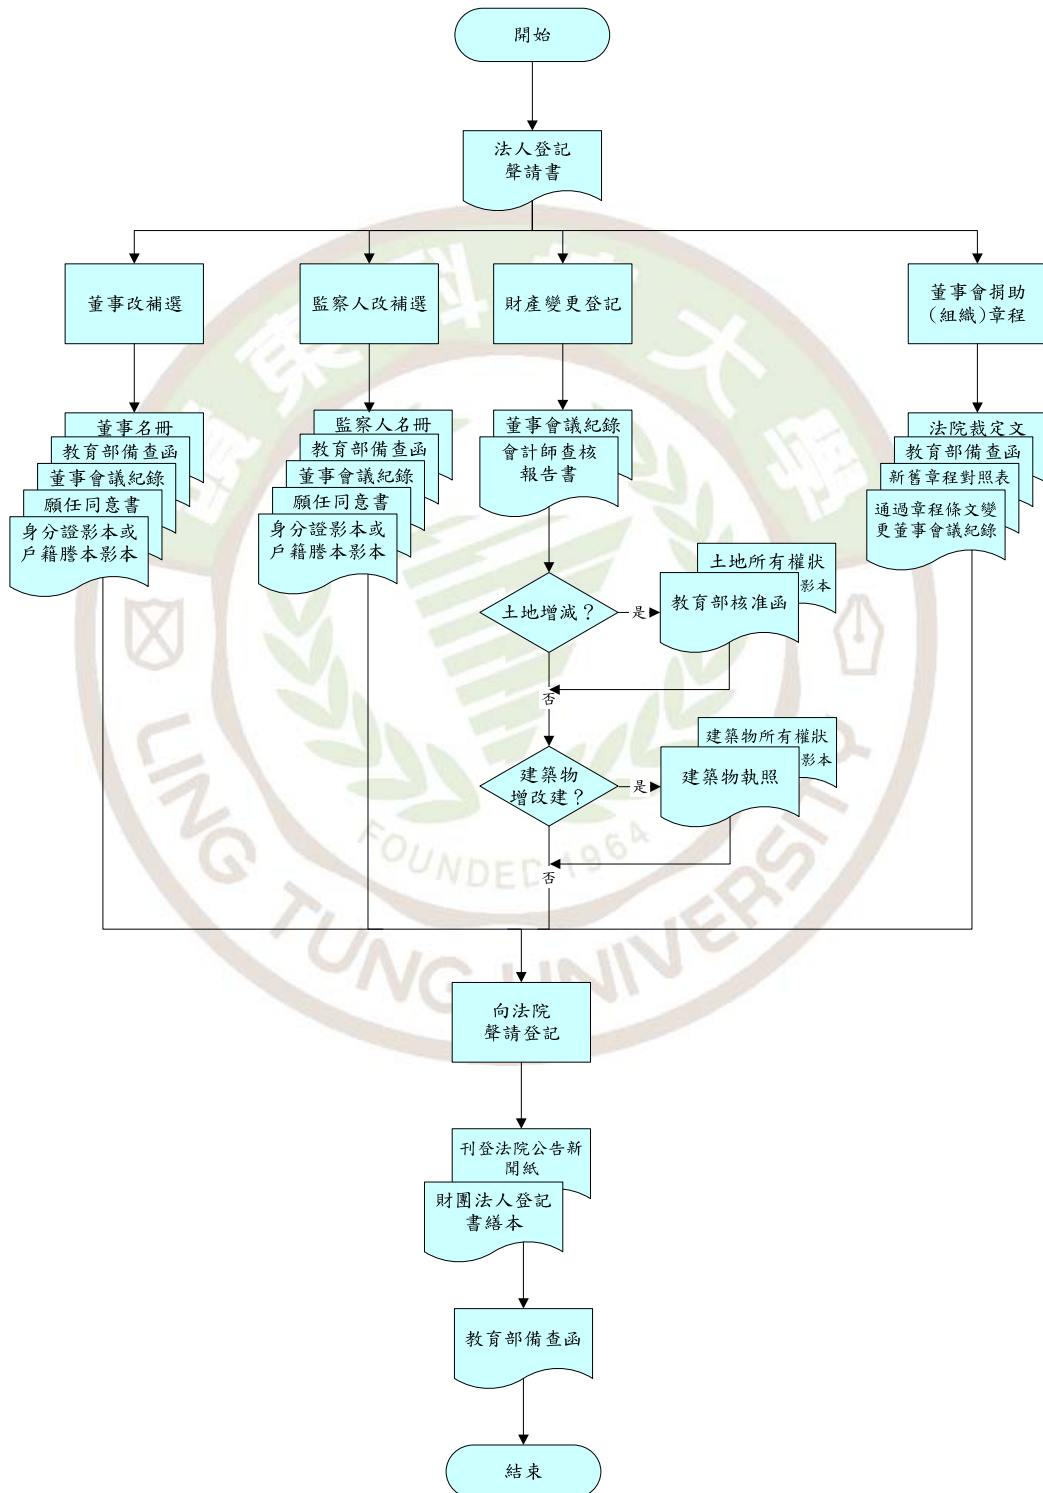 開始
法人登記
聲請書
董事改補選
監察人改補選
財產變更登記
董事會捐助
(組織)章程
董事名冊
教育部備查函
董事會議紀錄
願任同意書
身分證影本或
戶籍謄本影本
監察人名冊
教育部備查函
董事會議紀錄
願任同意書
身分證影本或
戶籍謄本影本
董事會議紀錄
會計師查核
報告書
法院裁定文
教育部備查函
新舊章程對照表
通過章程條文變
更董事會議紀錄
土地增減？
是
土地所有權狀
影本
教育部核准函
否
建築物
增改建？
是
建築物所有權狀
影本
建築物執照
否
向法院
聲請登記
刊登法院公告新
聞紙
財團法人登記
書繕本
教育部備查函
結束
東科大學
LING TUNG UNIVERSITY
FOUNDED 1964